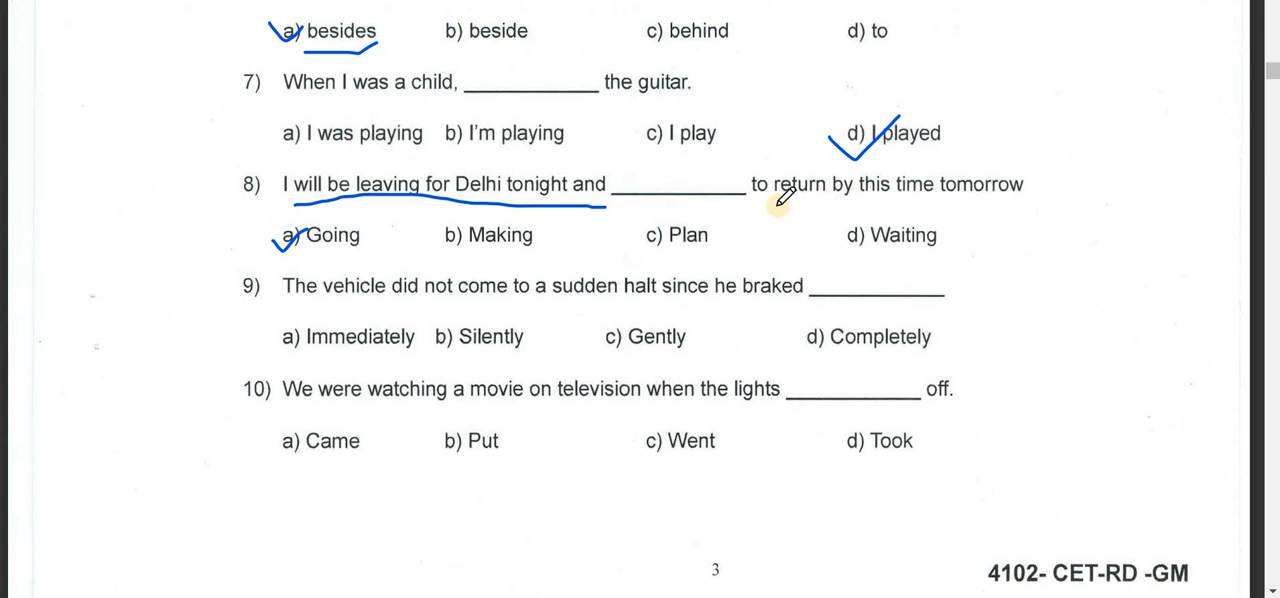 a) besides b) beside c) behind d) to
7) When I was a child, ____________ the guitar.
a) I was playing b) I'm playing c) I play d) I played
8) I will be leaving for Delhi tonight and ____________ to return by this time tomorrow
a) Going b) Making c) Plan d) Waiting
9) The vehicle did not come to a sudden halt since he braked ____________
a) Immediately b) Silently c) Gently d) Completely
10) We were watching a movie on television when the lights ____________ off.
a) Came b) Put c) Went d) Took
3
4102- CET-RD -GM